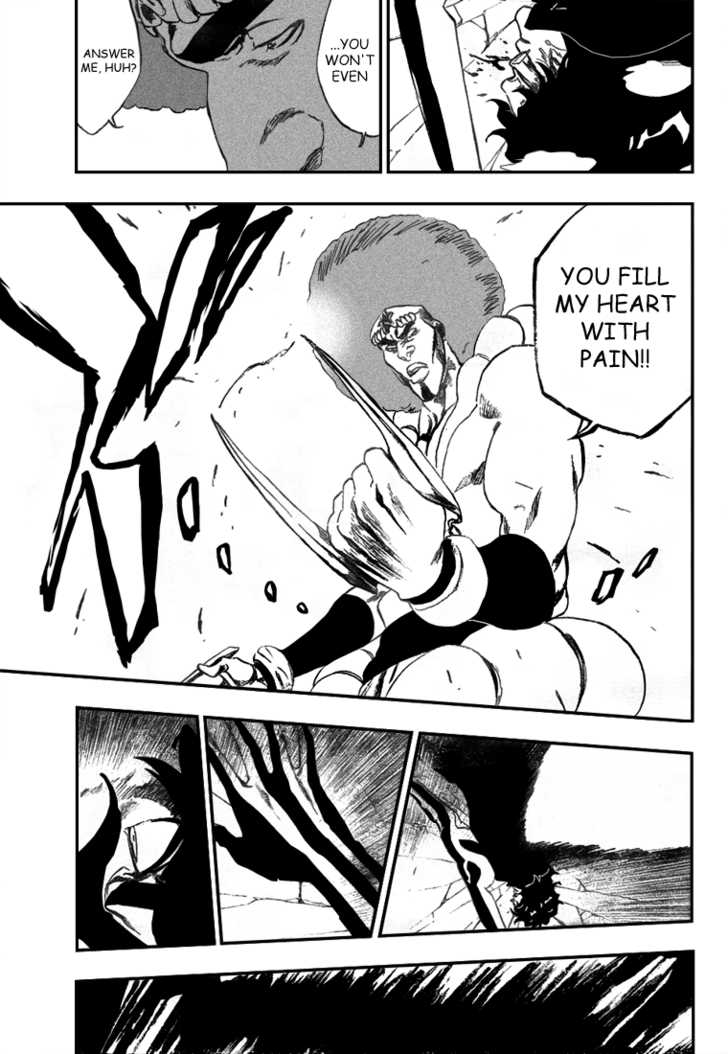 ...YOU
WON'T
EVEN
ANSWER
ME, HUH?
YOU FILL
MY HEART
WITH
PAIN!!